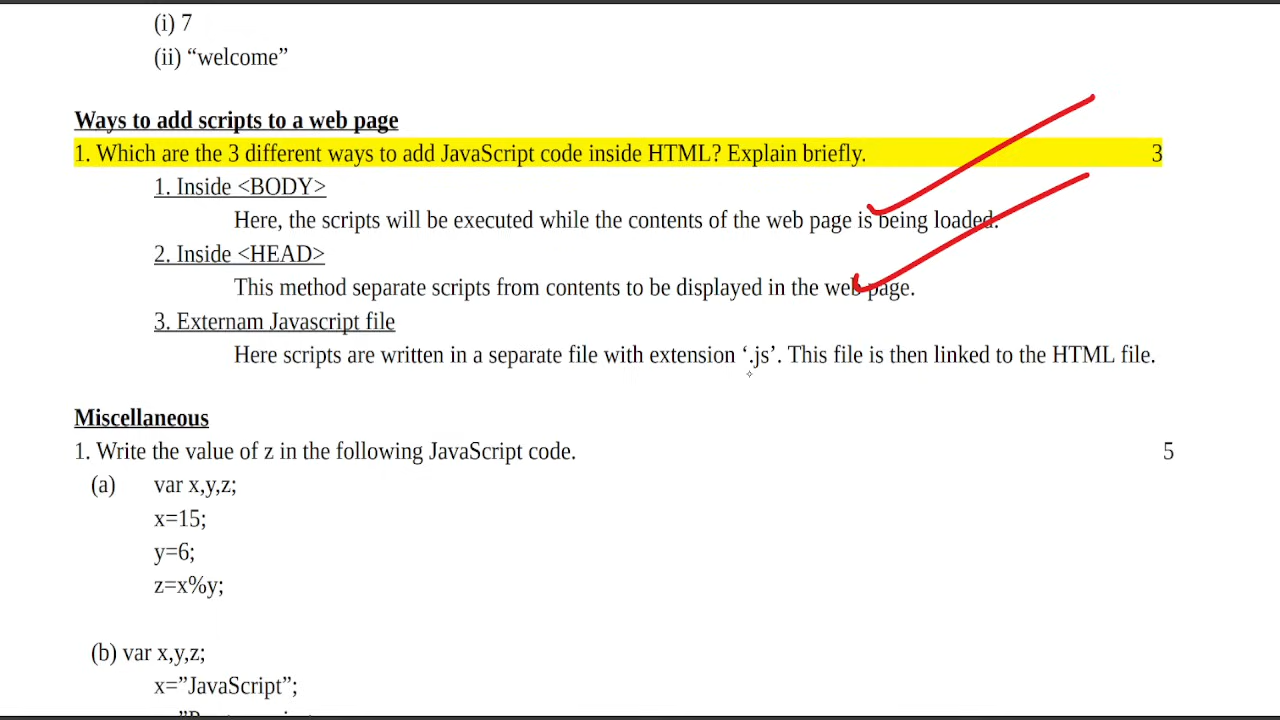 (i) 7
(ii) “welcome”
Ways to add scripts to a web page
1. Which are the 3 different ways to add JavaScript code inside HTML? Explain briefly. 3
1. Inside <BODY>
Here, the scripts will be executed while the contents of the web page is being loaded.
2. Inside <HEAD>
This method separate scripts from contents to be displayed in the web page.
3. Externam Javascript file
Here scripts are written in a separate file with extension ‘.js’. This file is then linked to the HTML file.
Miscellaneous
1. Write the value of z in the following JavaScript code. 5
(a) var x,y,z;
x=15;
y=6;
z=x%y;
(b) var x,y,z;
x=”JavaScript”;